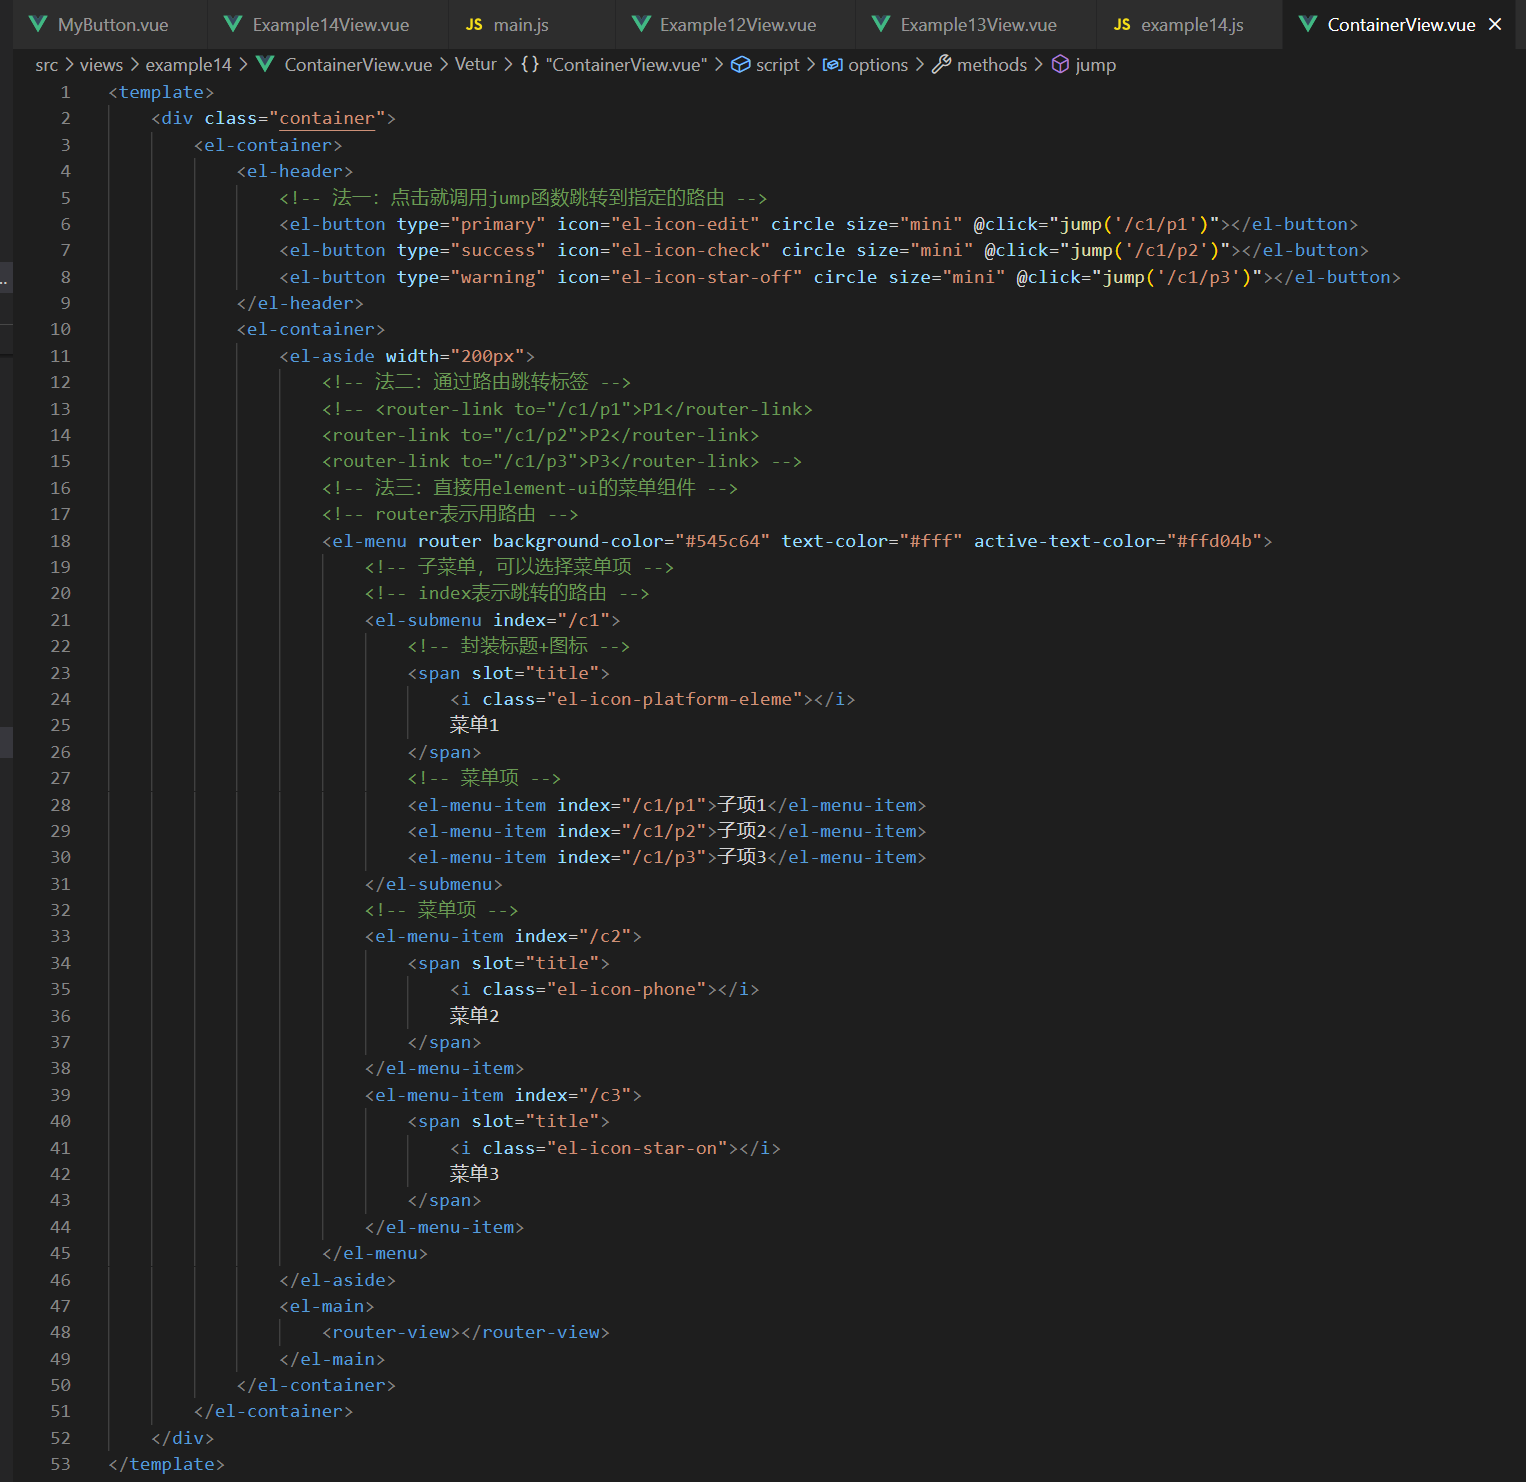 MyButton.vue Example14View.vue JS main.js Example12View.vue Example13View.vue JS example14.js ContainerView.vue ×
src > views > example14 > ContainerView.vue > Vetur > {} "ContainerView.vue" > script > options > methods > jump
1 <template>
2 <div class="container">
3 <el-container>
4 <el-header>
5 <!-- 法一：点击就调用jump函数跳转到指定的路由 -->
6 <el-button type="primary" icon="el-icon-edit" circle size="mini" @click="jump('/c1/p1')"></el-button>
7 <el-button type="success" icon="el-icon-check" circle size="mini" @click="jump('/c1/p2')"></el-button>
8 <el-button type="warning" icon="el-icon-star-off" circle size="mini" @click="jump('/c1/p3')"></el-button>
9 </el-header>
10 <el-container>
11 <el-aside width="200px">
12 <!-- 法二：通过路由跳转标签 -->
13 <!-- <router-link to="/c1/p1">P1</router-link>
14 <router-link to="/c1/p2">P2</router-link>
15 <router-link to="/c1/p3">P3</router-link> -->
16 <!-- 法三：直接用element-ui的菜单组件 -->
17 <!-- router表示用路由 -->
18 <el-menu router background-color="#545c64" text-color="#fff" active-text-color="#ffd04b">
19 <!-- 子菜单，可以选择菜单项 -->
20 <!-- index表示跳转的路由 -->
21 <el-submenu index="/c1">
22 <!-- 封装标题+图标 -->
23 <span slot="title">
24 <i class="el-icon-platform-eleme"></i>
25 菜单1
26 </span>
27 <!-- 菜单项 -->
28 <el-menu-item index="/c1/p1">子项1</el-menu-item>
29 <el-menu-item index="/c1/p2">子项2</el-menu-item>
30 <el-menu-item index="/c1/p3">子项3</el-menu-item>
31 </el-submenu>
32 <!-- 菜单项 -->
33 <el-menu-item index="/c2">
34 <span slot="title">
35 <i class="el-icon-phone"></i>
36 菜单2
37 </span>
38 </el-menu-item>
39 <el-menu-item index="/c3">
40 <span slot="title">
41 <i class="el-icon-star-on"></i>
42 菜单3
43 </span>
44 </el-menu-item>
45 </el-menu>
46 </el-aside>
47 <el-main>
48 <router-view></router-view>
49 </el-main>
50 </el-container>
51 </el-container>
52 </div>
53 </template>